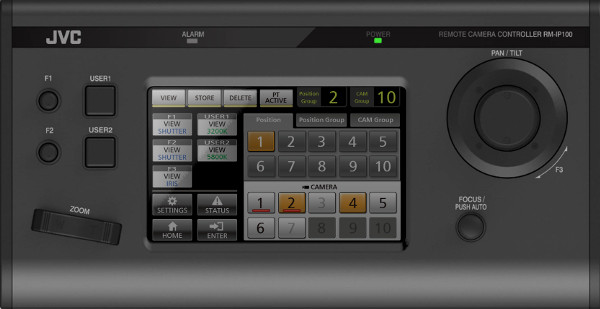 JVC
ALARM
POWER
REMOTE CAMERA CONTROLLER RM-IP100
PAN / TILT
F1
USER1
F2
USER2
ZOOM
VIEW
STORE
DELETE
PT ACTIVE
Position Group 2
CAM Group 10
F1
VIEW
SHUTTER
USER1
VIEW
3200K
F2
VIEW
SHUTTER
USER2
VIEW
5800K
F3
VIEW
IRIS
SETTINGS
STATUS
HOME
ENTER
Position
Position Group
CAM Group
1 2 3 4 5
6 7 8 9 10
CAMERA
1 2 3 4 5
6 7 8 9 10
F3
FOCUS /
PUSH AUTO